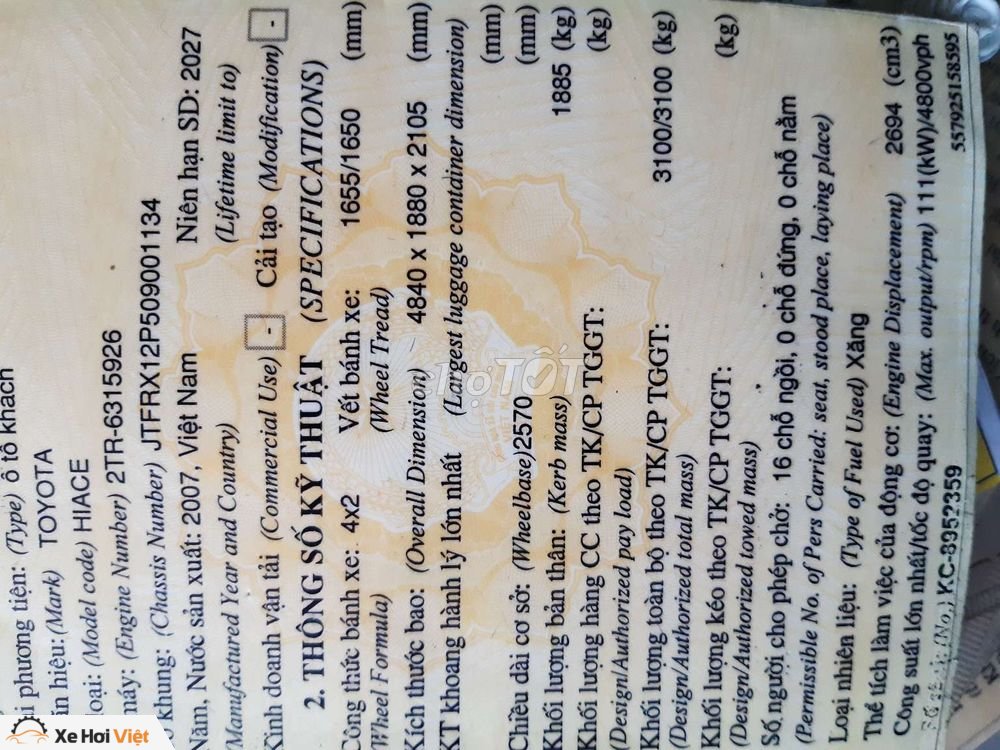 phương tiện: (Type) ô tô khách
hiệu: (Mark) TOYOTA
loại: (Model code) HIACE
máy: (Engine Number) 2TR-6315926
khung: (Chassis Number) JTFRX12P509001134
Năm, Nước sản xuất: 2007, Việt Nam Niên hạn SD: 2027
(Manufactured Year and Country) (Lifetime limit to)
Kinh doanh vận tải (Commercial Use) - Cải tạo (Modification) -
2. THÔNG SỐ KỸ THUẬT (SPECIFICATIONS)
Công thức bánh xe: 4x2 Vết bánh xe: 1655/1650 (mm)
(Wheel Formula) (Wheel Tread)
Kích thước bao: (Overall Dimension) 4840 x 1880 x 2105 (mm)
KT khoang hành lý lớn nhất (Largest luggage container dimension)
(mm)
Chiều dài cơ sở: (Wheelbase)2570 (mm)
Khối lượng bản thân: (Kerb mass) 1885 (kg)
Khối lượng hàng CC theo TK/CP TGGT: (kg)
(Design/Authorized pay load)
Khối lượng toàn bộ theo TK/CP TGGT: 3100/3100 (kg)
(Design/Authorized total mass)
Khối lượng kéo theo TK/CP TGGT: (kg)
(Design/Authorized towed mass)
Số người cho phép chở: 16 chỗ ngồi, 0 chỗ đứng, 0 chỗ nằm
(Permissible No. of Pers Carried: seat, stood place, laying place)
Loại nhiên liệu: (Type of Fuel Used) Xăng
Thể tích làm việc của động cơ: (Engine Displacement) 2694 (cm3)
Công suất lớn nhất/tốc độ quay: (Max. output/rpm) 111(kW)/4800vph
(No.) KC-8952359 557925158595
chợTỐT
chotot.com
Xe Hơi Việt